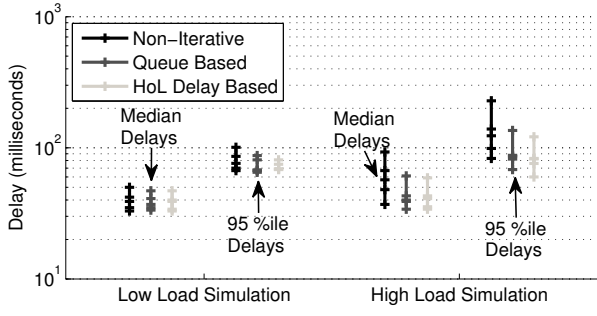 10³
Non-Iterative
Queue Based
HoL Delay Based
Median
Delays
Median
Delays
10²
Delay (milliseconds)
95 %ile
Delays
95 %ile
Delays
10¹
Low Load Simulation
High Load Simulation